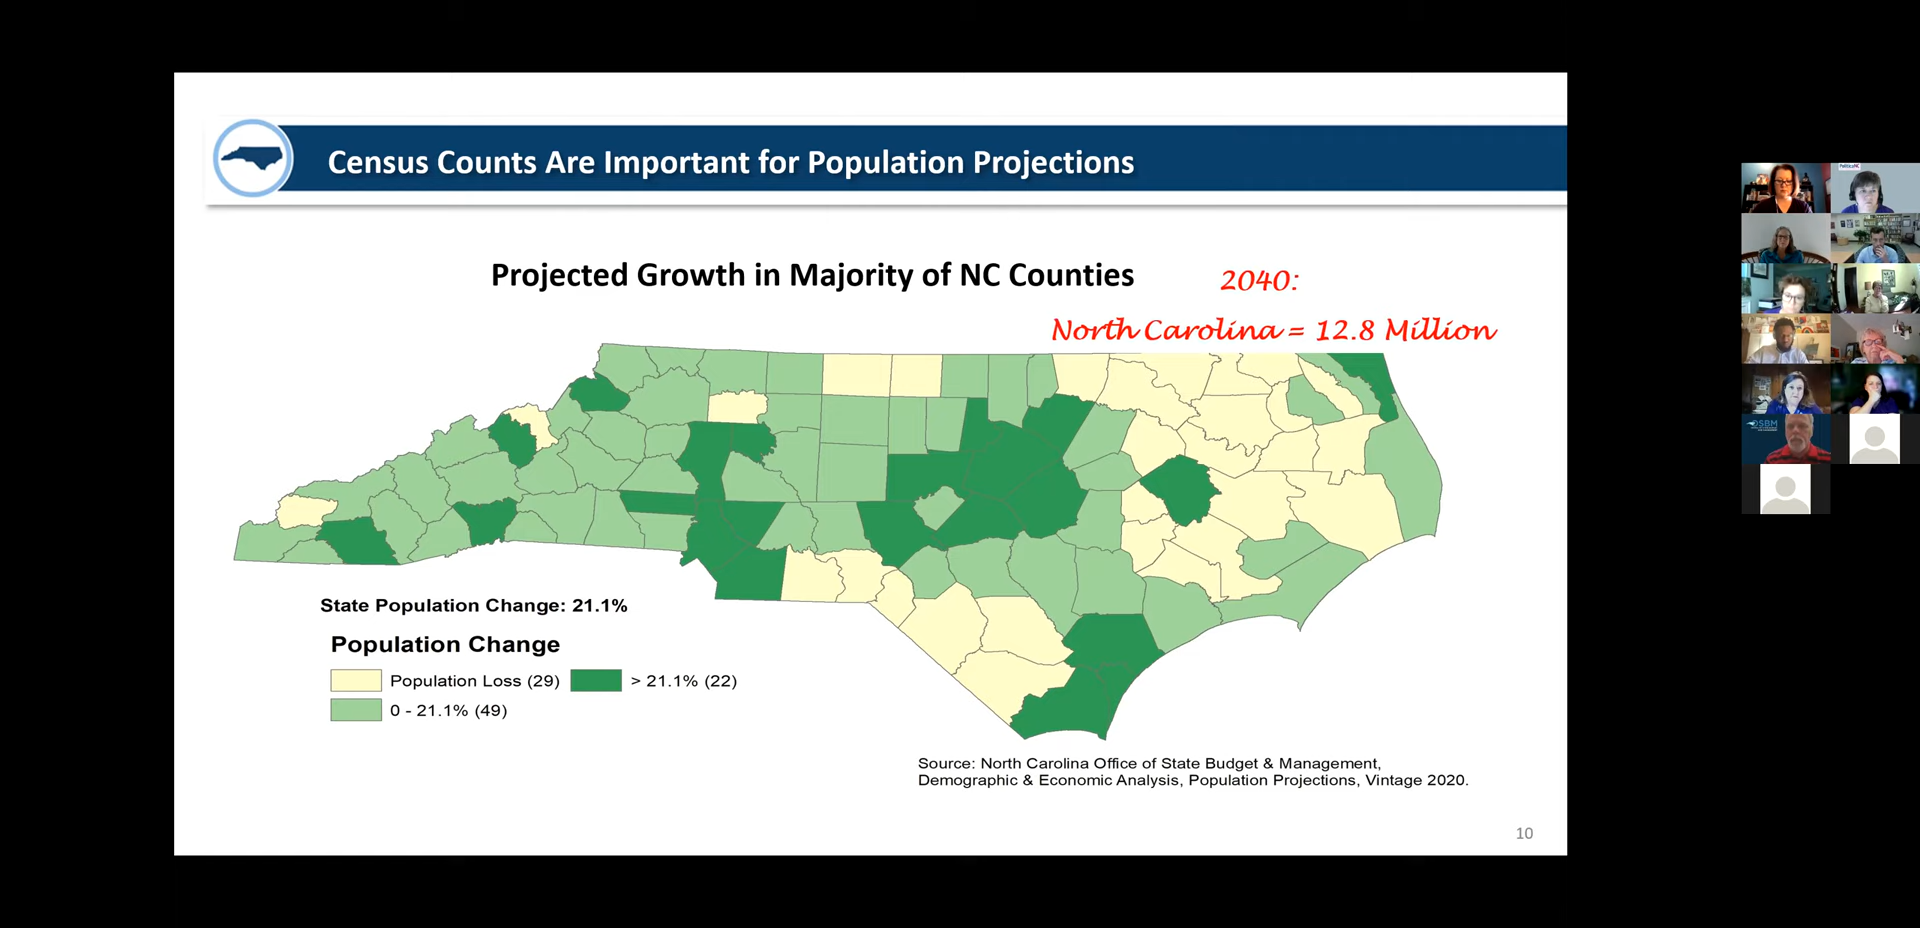 Census Counts Are Important for Population Projections
Projected Growth in Majority of NC Counties
2040:
North Carolina = 12.8 Million
State Population Change: 21.1%
Population Change
Population Loss (29)
> 21.1% (22)
0 - 21.1% (49)
Source: North Carolina Office of State Budget & Management,
Demographic & Economic Analysis, Population Projections, Vintage 2020.
10
PoliticsNC
OSBM